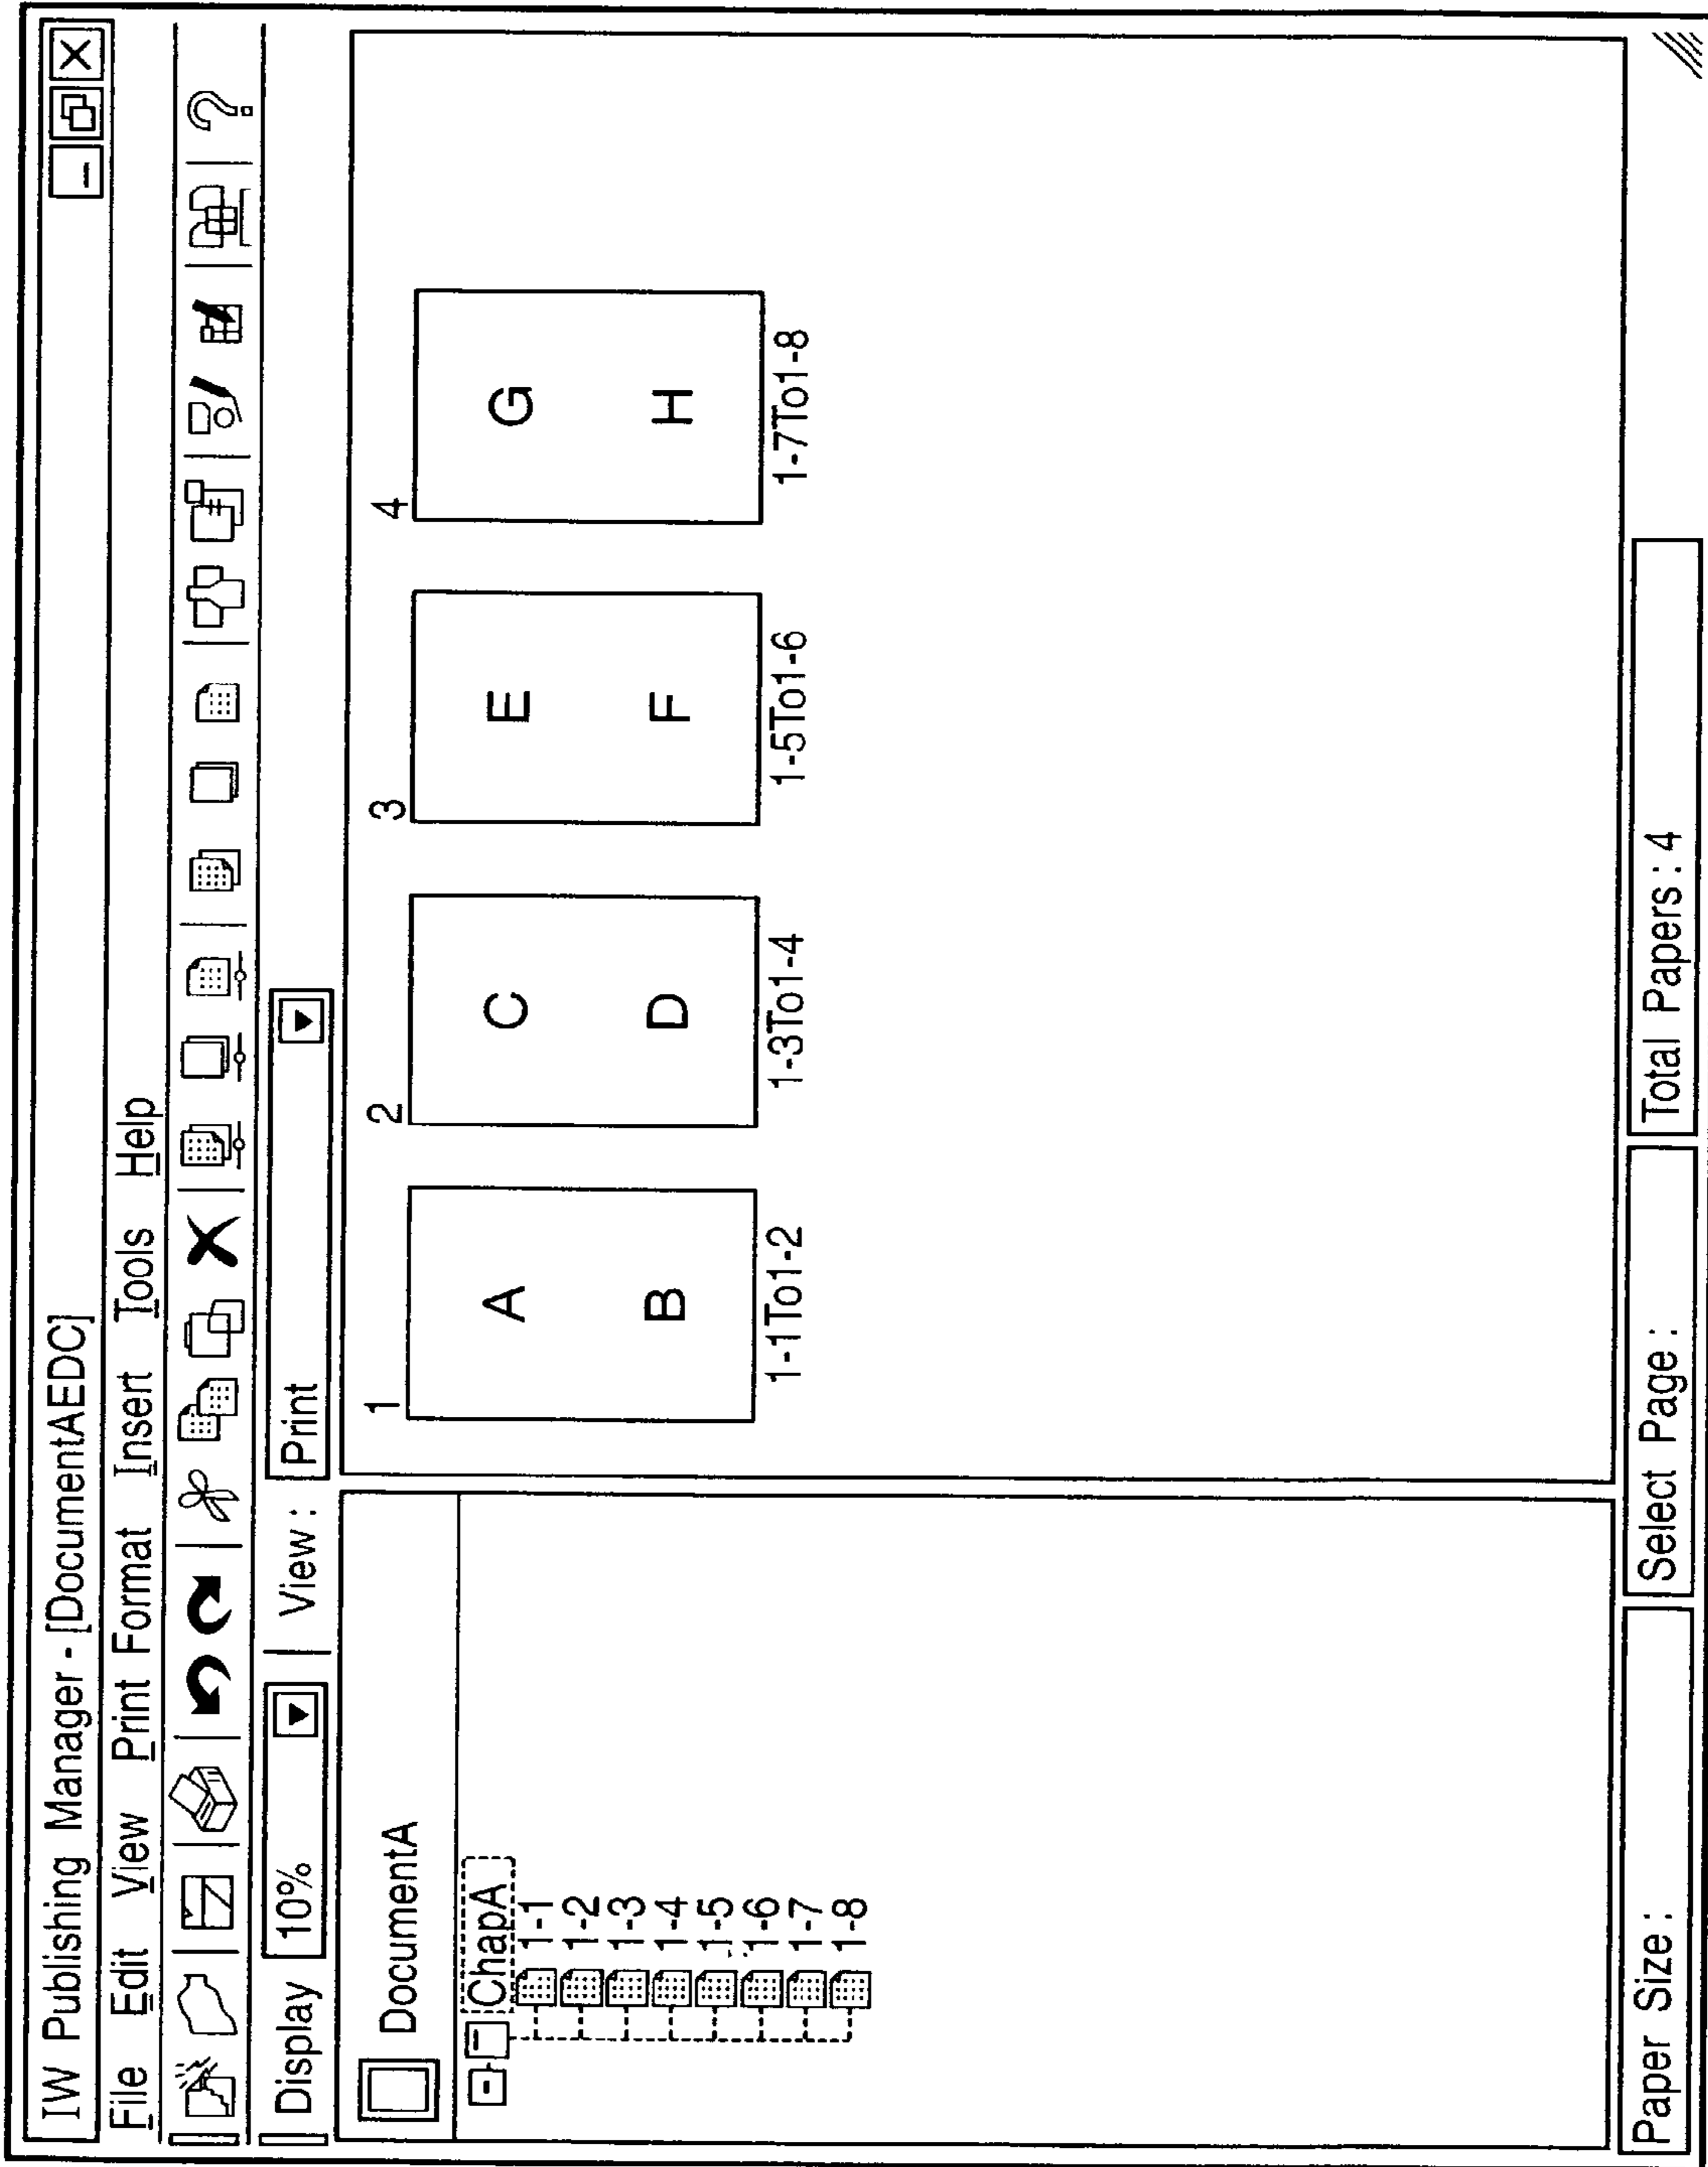 IW Publishing Manager - [DocumentAEDC]
File Edit View Print Format Insert Tools Help
Display 10% View: Print
DocumentA
ChapA
1-1
1-2
1-3
1-4
1-5
1-6
1-7
1-8
1 2 3 4
A C E G
B D F H
1-1To1-2 1-3To1-4 1-5To1-6 1-7To1-8
Paper Size: Select Page: Total Papers: 4